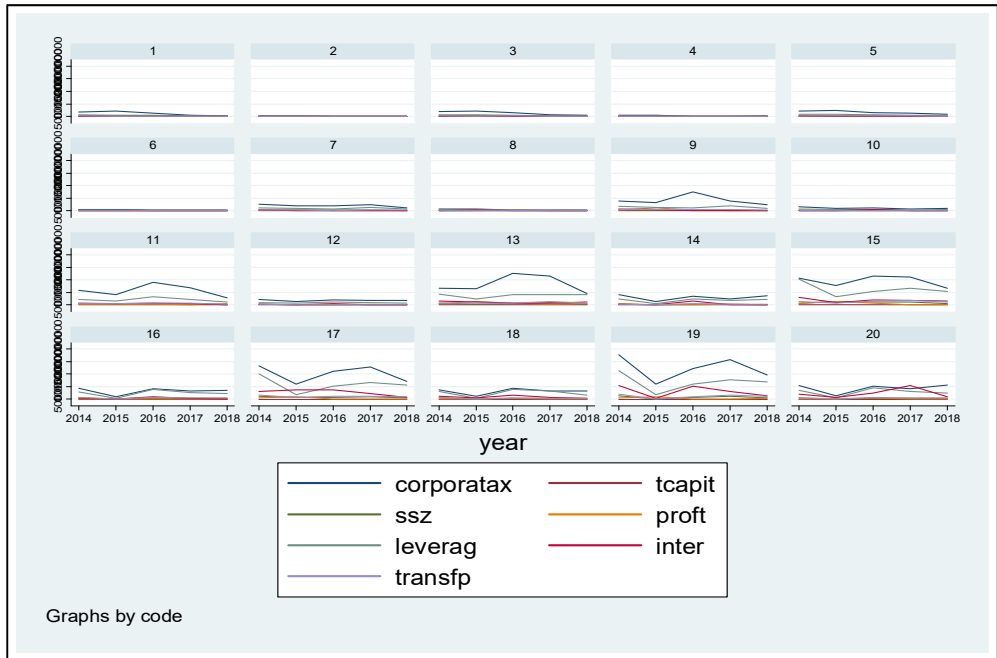 1 2 3 4 5
6 7 8 9 10
11 12 13 14 15
16 17 18 19 20
2014 2015 2016 2017 2018 2014 2015 2016 2017 2018 2014 2015 2016 2017 2018 2014 2015 2016 2017 2018 2014 2015 2016 2017 2018
year
corporatax tcapit
ssz proft
leverag inter
transfp
Graphs by code